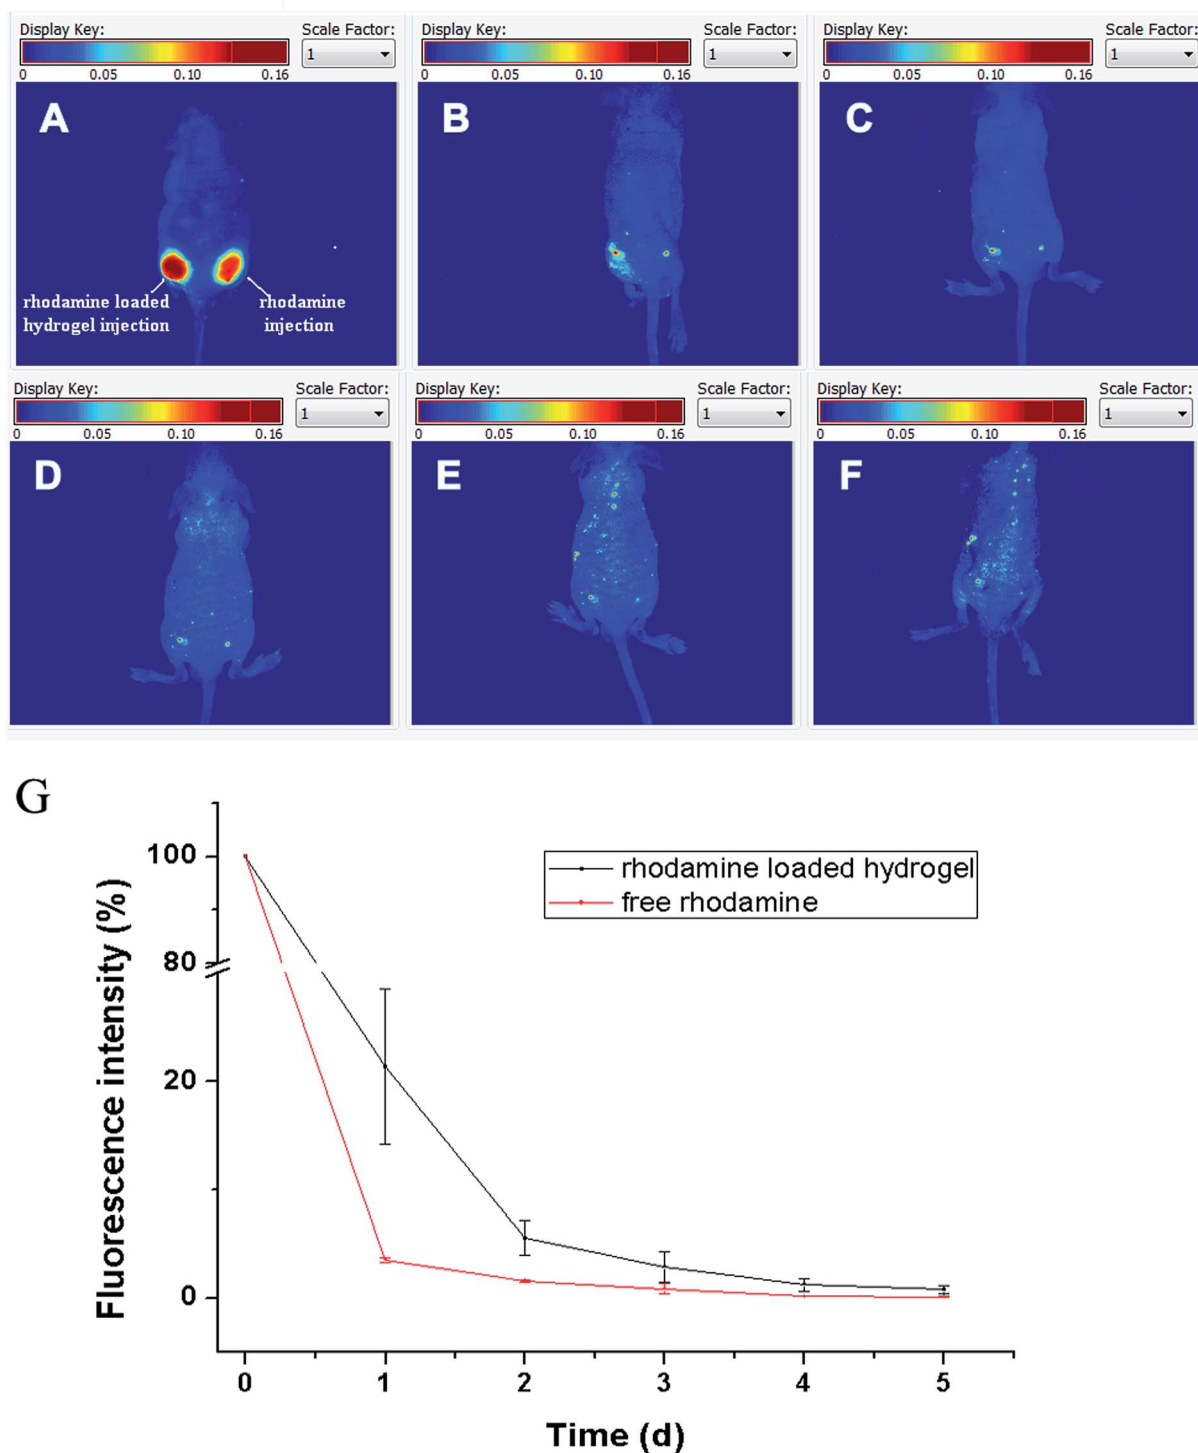 Display Key: Scale Factor:
1
0 0.05 0.10 0.16
A
rhodamine loaded
hydrogel injection
rhodamine
injection
Display Key: Scale Factor:
1
0 0.05 0.10 0.16
B
Display Key: Scale Factor:
1
0 0.05 0.10 0.16
C
Display Key: Scale Factor:
1
0 0.05 0.10 0.16
D
Display Key: Scale Factor:
1
0 0.05 0.10 0.16
E
Display Key: Scale Factor:
1
0 0.05 0.10 0.16
F
G
Fluorescence intensity (%)
100
80
20
0
rhodamine loaded hydrogel
free rhodamine
0 1 2 3 4 5
Time (d)